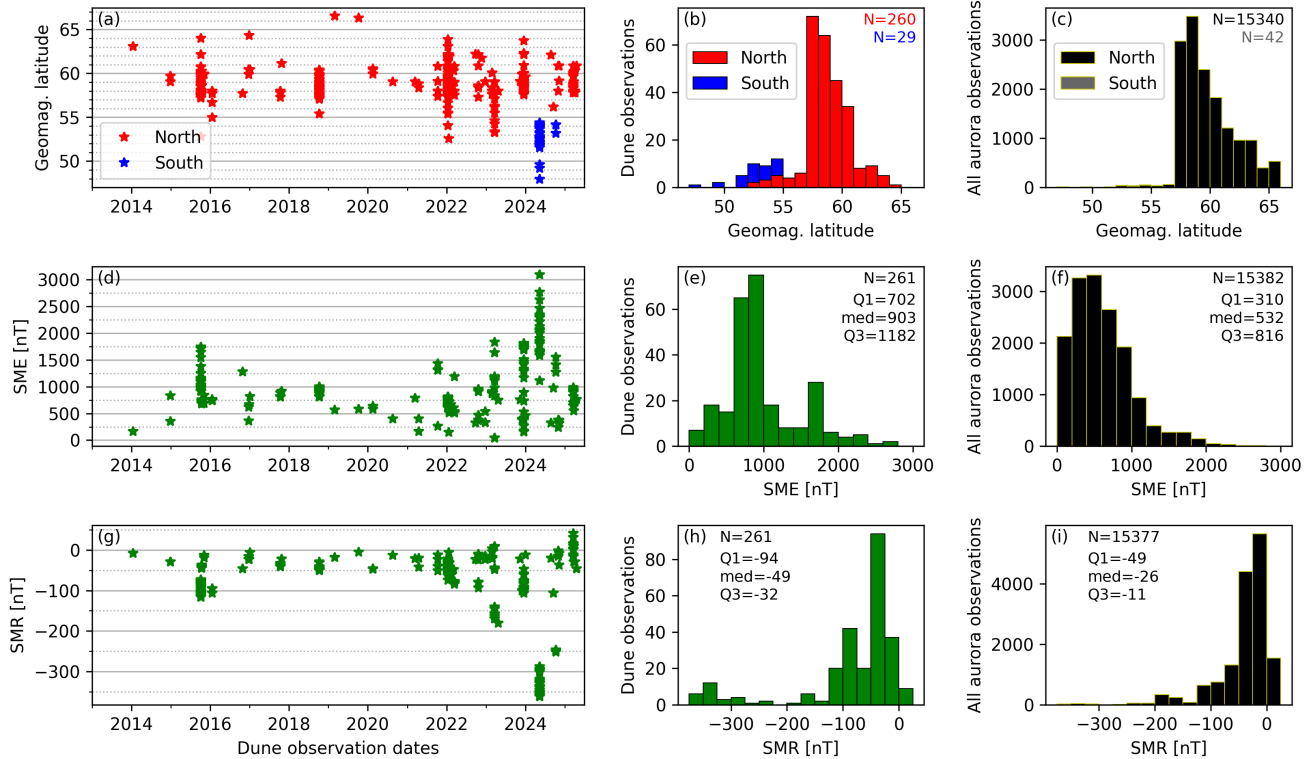 (a)
65
60
55
50
Geomag. latitude
North
South
2014 2016 2018 2020 2022 2024
(b)
N=260
N=29
North
South
60
40
20
0
Dune observations
50 55 60 65
Geomag. latitude
(c)
N=15340
N=42
North
South
3000
2000
1000
0
All aurora observations
50 55 60 65
Geomag. latitude
(d)
3000
2500
2000
1500
1000
500
0
SME [nT]
2014 2016 2018 2020 2022 2024
(e)
N=261
Q1=702
med=903
Q3=1182
60
40
20
0
Dune observations
0 1000 2000 3000
SME [nT]
(f)
N=15382
Q1=310
med=532
Q3=816
3000
2000
1000
0
All aurora observations
0 1000 2000 3000
SME [nT]
(g)
0
−100
−200
−300
SMR [nT]
2014 2016 2018 2020 2022 2024
Dune observation dates
(h)
N=261
Q1=-94
med=-49
Q3=-32
80
60
40
20
0
Dune observations
−300 −200 −100 0
SMR [nT]
(i)
N=15377
Q1=-49
med=-26
Q3=-11
4000
2000
0
All aurora observations
−300 −200 −100 0
SMR [nT]